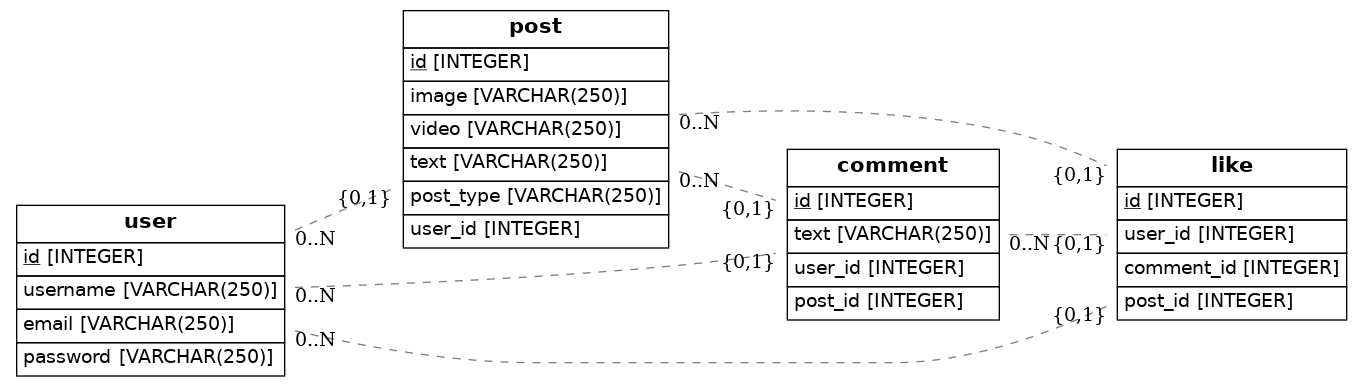 post
id [INTEGER]
image [VARCHAR(250)]
video [VARCHAR(250)]
text [VARCHAR(250)]
post_type [VARCHAR(250)]
user_id [INTEGER]
user
id [INTEGER]
username [VARCHAR(250)]
email [VARCHAR(250)]
password [VARCHAR(250)]
comment
id [INTEGER]
text [VARCHAR(250)]
user_id [INTEGER]
post_id [INTEGER]
like
id [INTEGER]
user_id [INTEGER]
comment_id [INTEGER]
post_id [INTEGER]
0..N
{0,1}
0..N
{0,1}
0..N
{0,1}
0..N
{0,1}
0..N
{0,1}
0..N
{0,1}